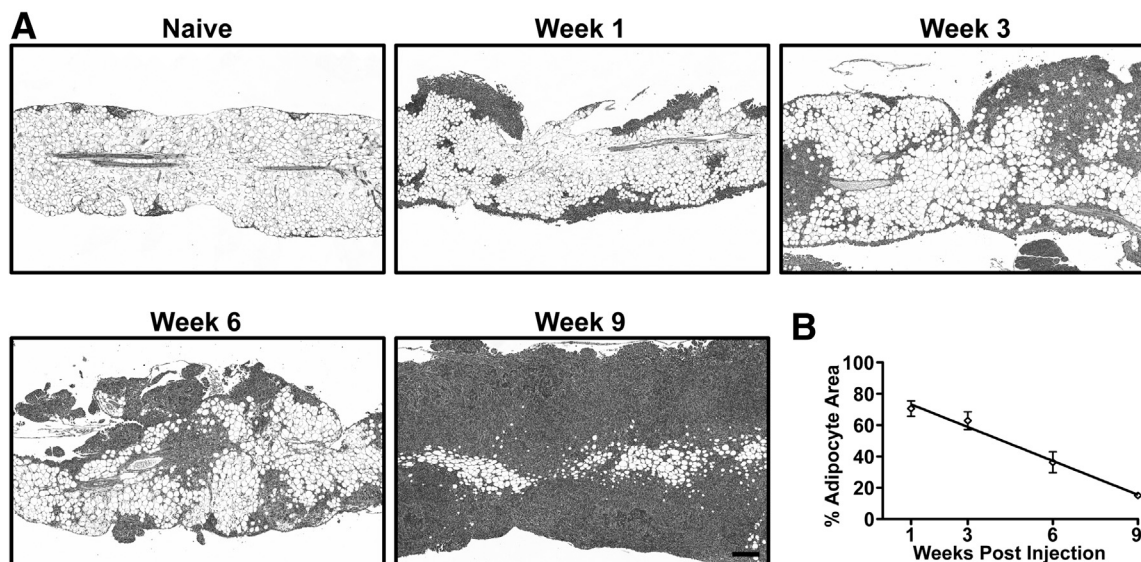 A
Naive
Week 1
Week 3
Week 6
Week 9
B
% Adipocyte Area
100
80
60
40
20
0
1
3
6
9
Weeks Post Injection